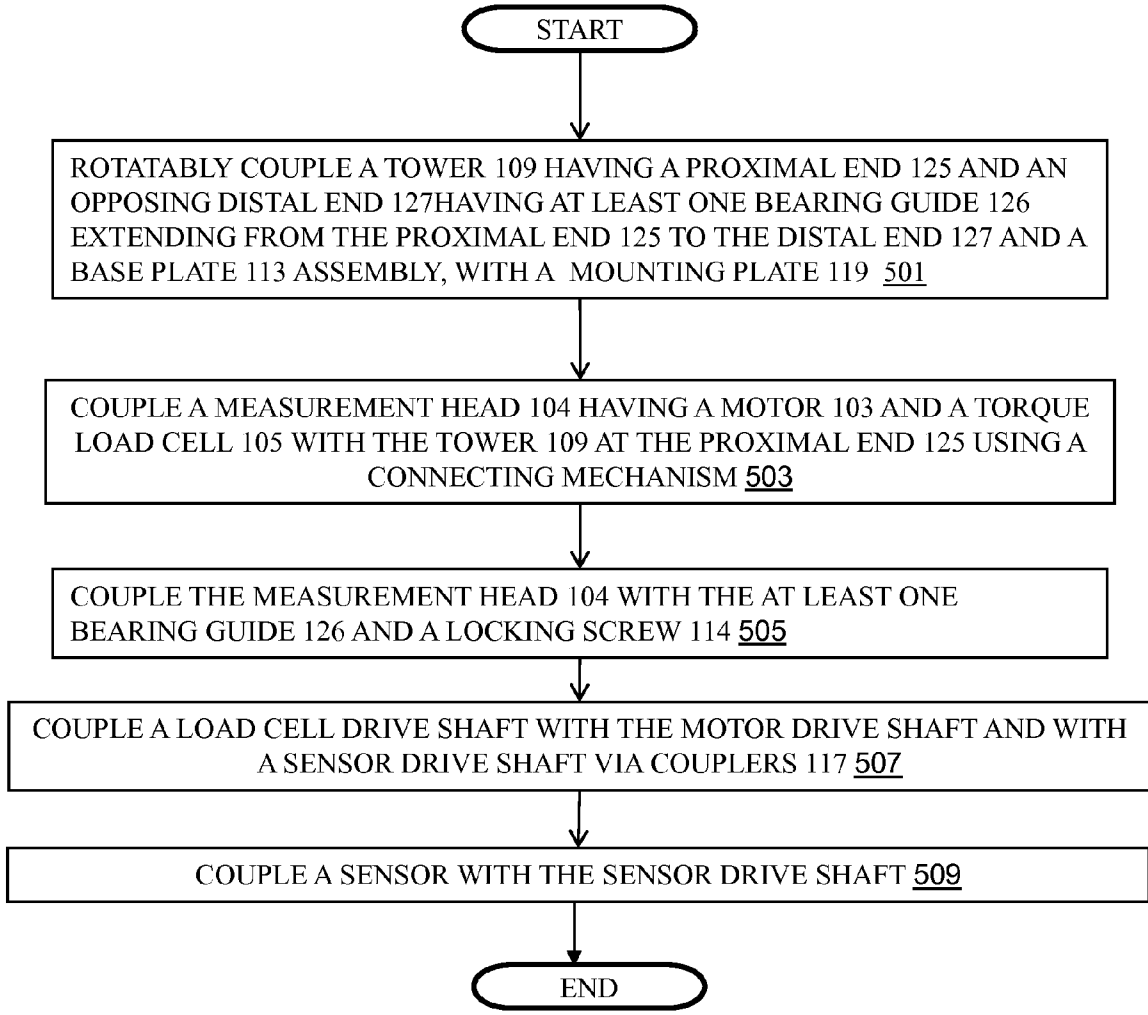 START
ROTATABLY COUPLE A TOWER 109 HAVING A PROXIMAL END 125 AND AN
OPPOSING DISTAL END 127HAVING AT LEAST ONE BEARING GUIDE 126
EXTENDING FROM THE PROXIMAL END 125 TO THE DISTAL END 127 AND A
BASE PLATE 113 ASSEMBLY, WITH A MOUNTING PLATE 119 501
COUPLE A MEASUREMENT HEAD 104 HAVING A MOTOR 103 AND A TORQUE
LOAD CELL 105 WITH THE TOWER 109 AT THE PROXIMAL END 125 USING A
CONNECTING MECHANISM 503
COUPLE THE MEASUREMENT HEAD 104 WITH THE AT LEAST ONE
BEARING GUIDE 126 AND A LOCKING SCREW 114 505
COUPLE A LOAD CELL DRIVE SHAFT WITH THE MOTOR DRIVE SHAFT AND WITH
A SENSOR DRIVE SHAFT VIA COUPLERS 117 507
COUPLE A SENSOR WITH THE SENSOR DRIVE SHAFT 509
END